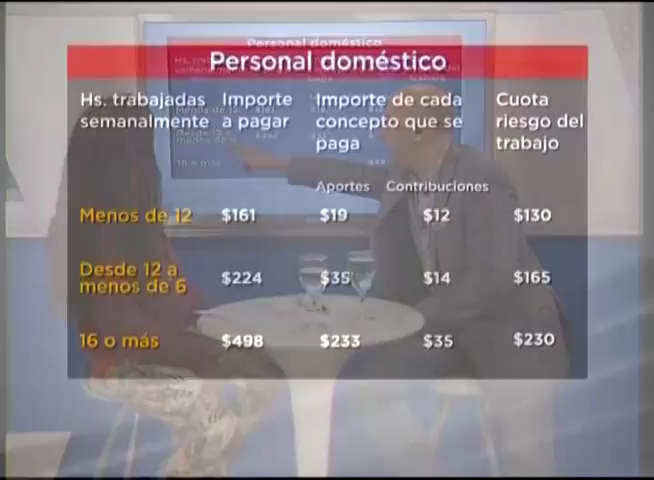 Personal doméstico
Hs. trabajadas semanalmente
Importe a pagar
Importe de cada concepto que se paga
Cuota riesgo del trabajo
Aportes Contribuciones
Menos de 12 $161 $19 $12 $130
Desde 12 a menos de 6 $224 $35 $14 $165
16 o más $498 $233 $35 $230